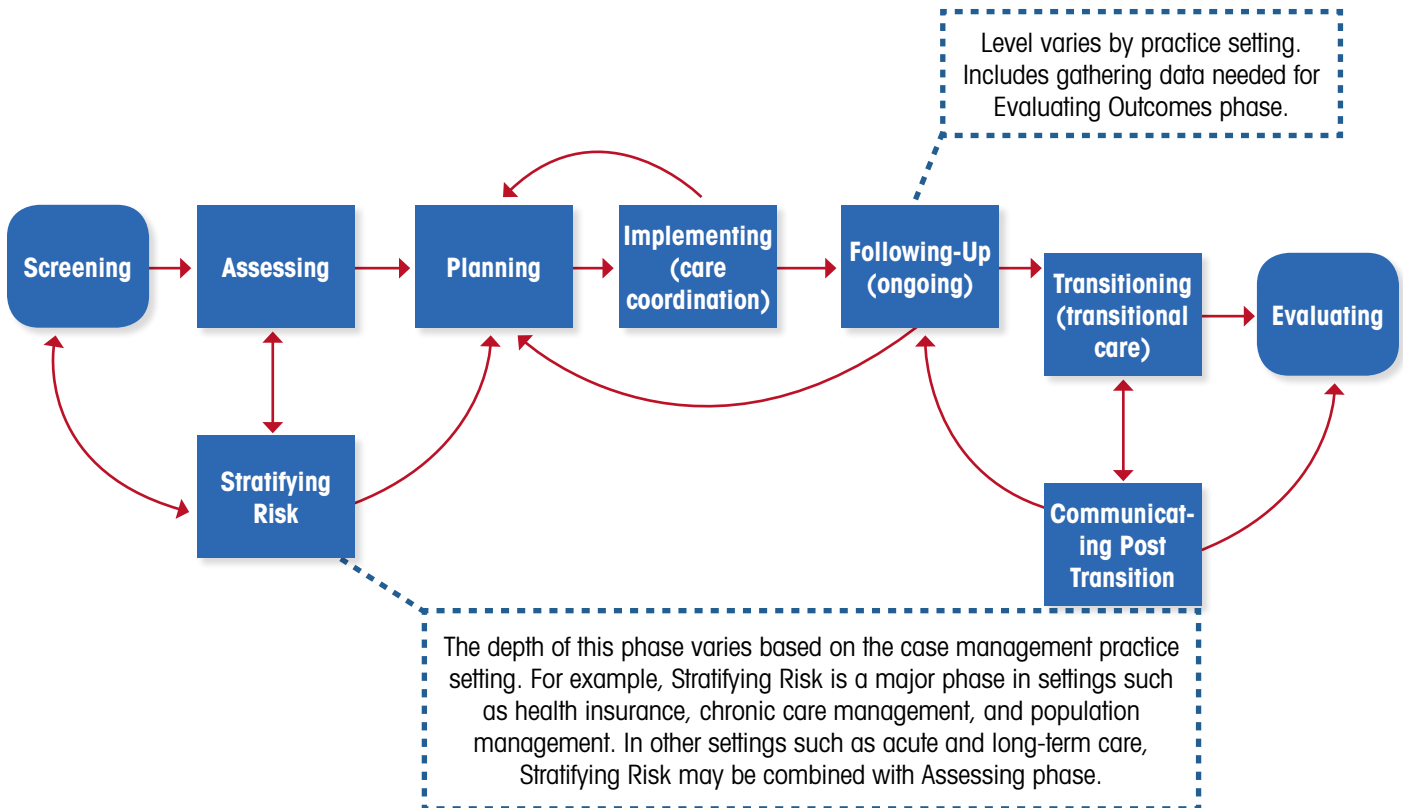 Level varies by practice setting.
Includes gathering data needed for
Evaluating Outcomes phase.
Screening
Assessing
Planning
Implementing
(care
coordination)
Following-Up
(ongoing)
Transitioning
(transitional
care)
Evaluating
Stratifying
Risk
Communicat-
ing Post
Transition
The depth of this phase varies based on the case management practice
setting. For example, Stratifying Risk is a major phase in settings such
as health insurance, chronic care management, and population
management. In other settings such as acute and long-term care,
Stratifying Risk may be combined with Assessing phase.